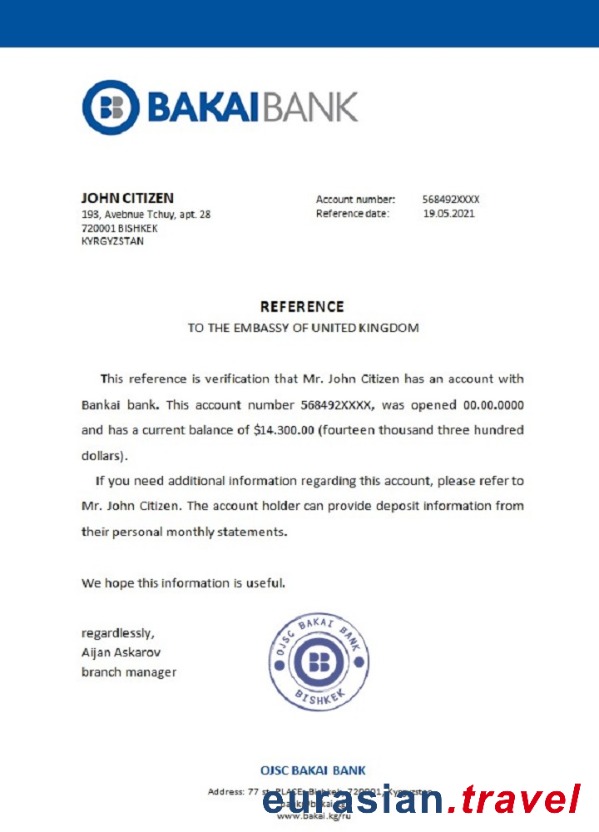 BAKAI BANK
JOHN CITIZEN
193, Avebnue Tchuy, apt. 28
720001 BISHKEK
KYRGYZSTAN
Account number: 568492XXXX
Reference date: 19.05.2021
REFERENCE
TO THE EMBASSY OF UNITED KINGDOM
This reference is verification that Mr. John Citizen has an account with
Bankai bank. This account number 568492XXXX, was opened 00.00.0000
and has a current balance of $14.300.00 (fourteen thousand three hundred
dollars).
If you need additional information regarding this account, please refer to
Mr. John Citizen. The account holder can provide deposit information from
their personal monthly statements.
We hope this information is useful.
regardlessly,
Aijan Askarov
branch manager
OJSC BAKAI BANK
BISHKEK
OJSC BAKAI BANK
Address: 77 st. PLACE, Bishkek, 720001, Kyrgyzstan
eurasian.travel
www.bakai.kg/ru